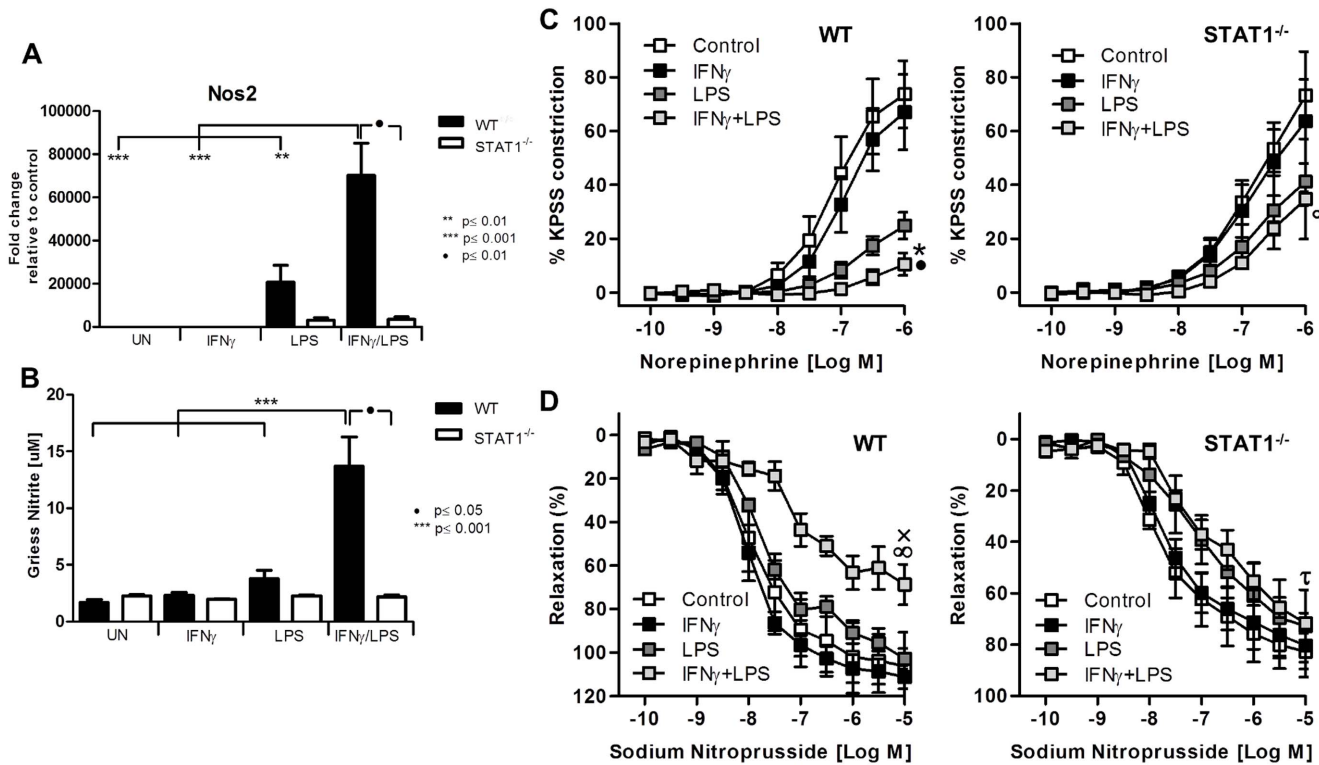 A
Nos2
Fold change
relative to control
100000
80000
60000
40000
20000
0
WT
STAT1-/-
***
***
**
•
** p≤ 0.01
*** p≤ 0.001
• p≤ 0.01
UN
IFNγ
LPS
IFNγ/LPS
B
Griess Nitrite [uM]
20
15
10
5
0
***
•
WT
STAT1-/-
• p≤ 0.05
*** p≤ 0.001
UN
IFNγ
LPS
IFNγ/LPS
C
WT
% KPSS constriction
100
80
60
40
20
0
Control
IFNγ
LPS
IFNγ+LPS
*
•
-10
-9
-8
-7
-6
Norepinephrine [Log M]
STAT1-/-
% KPSS constriction
100
80
60
40
20
0
Control
IFNγ
LPS
IFNγ+LPS
°
-10
-9
-8
-7
-6
Norepinephrine [Log M]
D
WT
Relaxation (%)
0
20
40
60
80
100
120
∞×
Control
IFNγ
LPS
IFNγ+LPS
-10
-9
-8
-7
-6
-5
Sodium Nitroprusside [Log M]
STAT1-/-
Relaxation (%)
0
20
40
60
80
100
τ
Control
IFNγ
LPS
IFNγ+LPS
-10
-9
-8
-7
-6
-5
Sodium Nitroprusside [Log M]